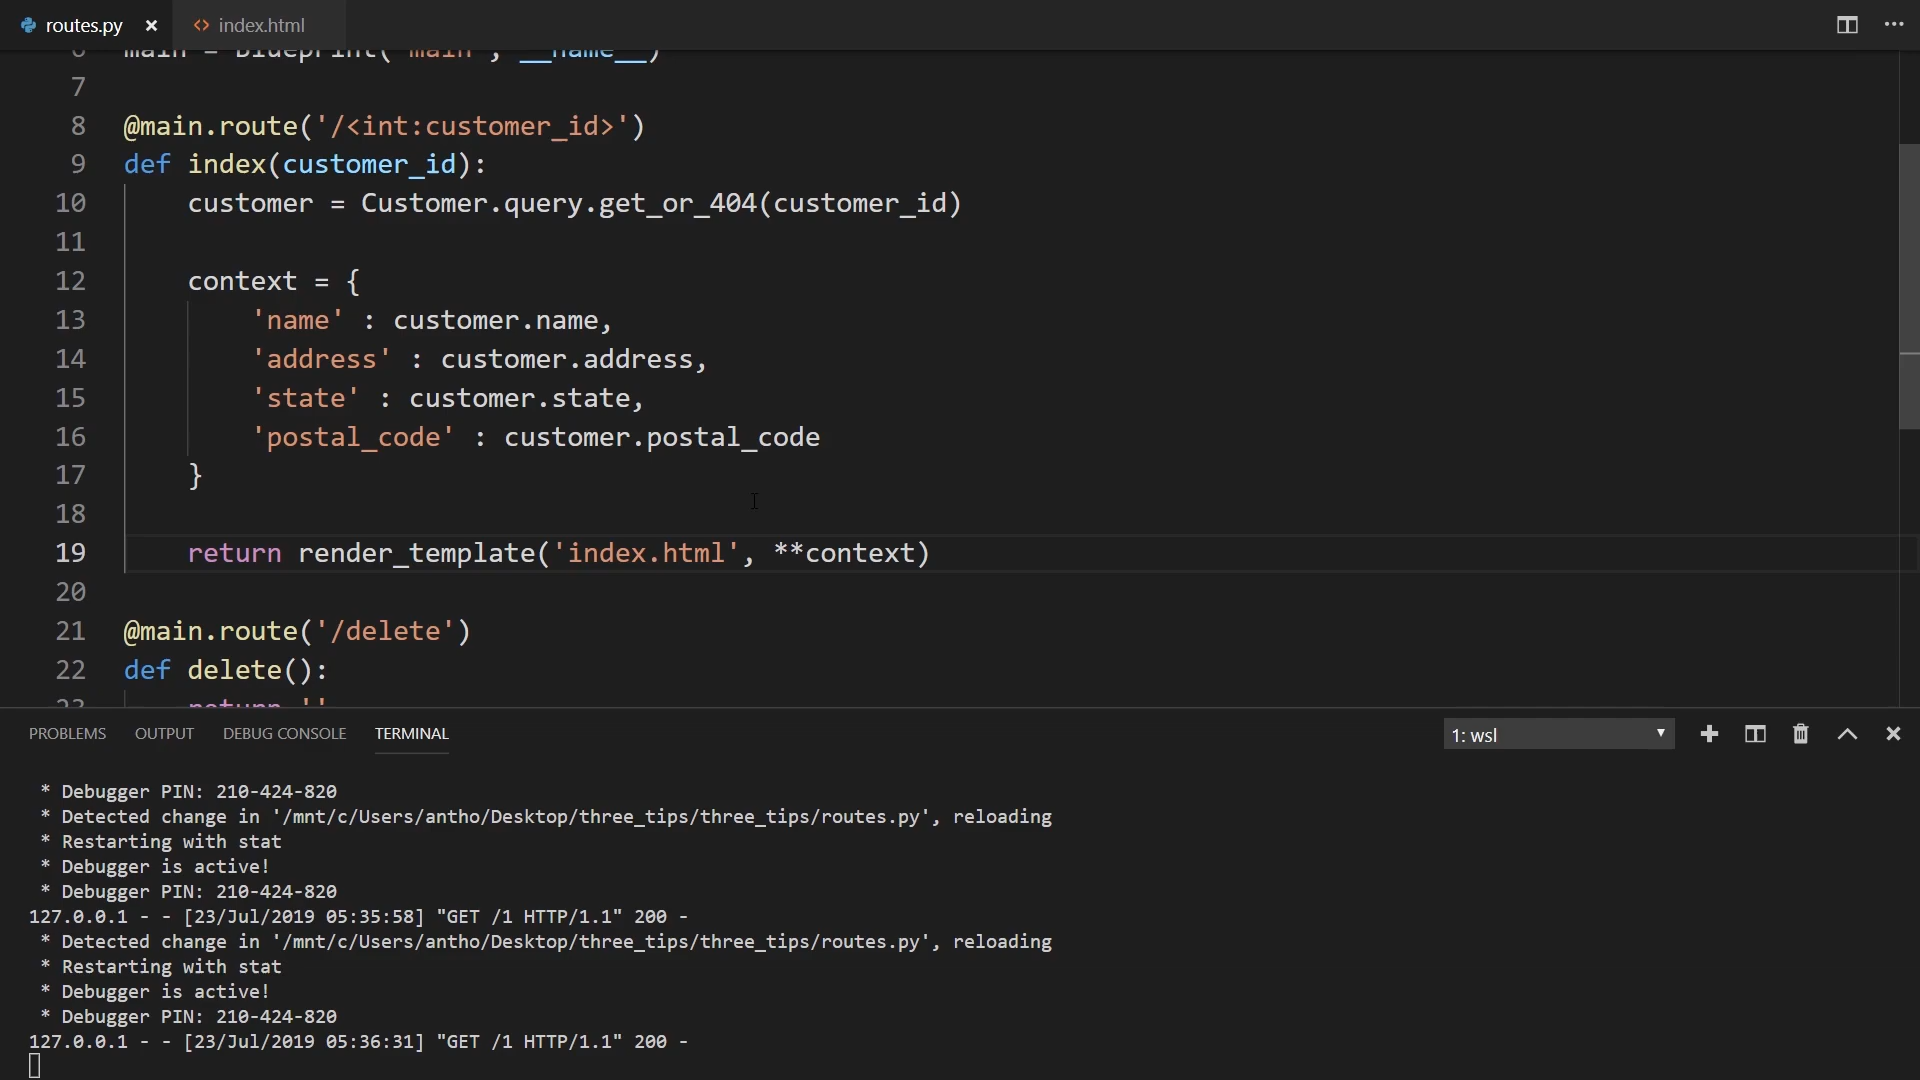 routes.py index.html
6 main = Blueprint('main', __name__)
7
8 @main.route('/<int:customer_id>')
9 def index(customer_id):
10 customer = Customer.query.get_or_404(customer_id)
11
12 context = {
13 'name' : customer.name,
14 'address' : customer.address,
15 'state' : customer.state,
16 'postal_code' : customer.postal_code
17 }
18
19 return render_template('index.html', **context)
20
21 @main.route('/delete')
22 def delete():
23 return ''
PROBLEMS OUTPUT DEBUG CONSOLE TERMINAL 1: wsl
* Debugger PIN: 210-424-820
* Detected change in '/mnt/c/Users/antho/Desktop/three_tips/three_tips/routes.py', reloading
* Restarting with stat
* Debugger is active!
* Debugger PIN: 210-424-820
127.0.0.1 - - [23/Jul/2019 05:35:58] "GET /1 HTTP/1.1" 200 -
* Detected change in '/mnt/c/Users/antho/Desktop/three_tips/three_tips/routes.py', reloading
* Restarting with stat
* Debugger is active!
* Debugger PIN: 210-424-820
127.0.0.1 - - [23/Jul/2019 05:36:31] "GET /1 HTTP/1.1" 200 -